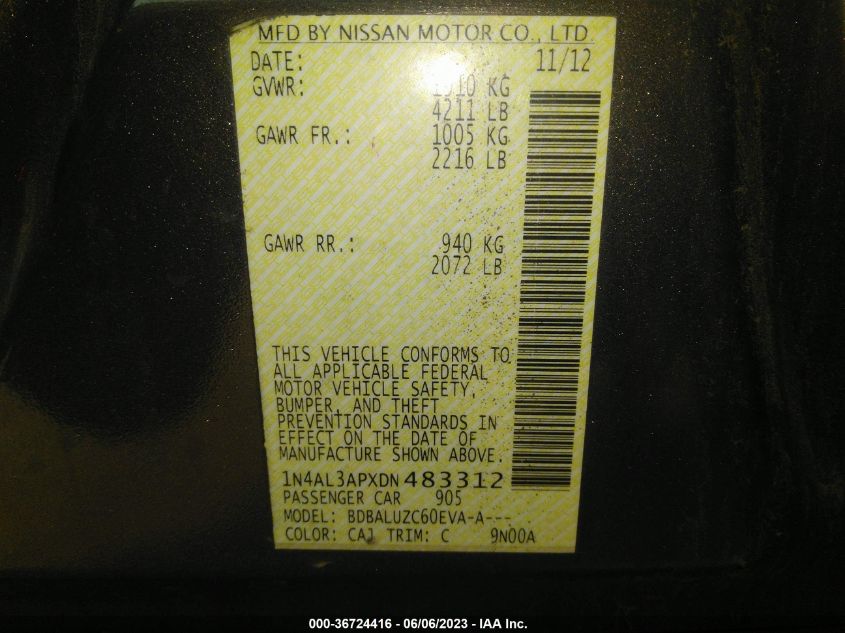 MFD BY NISSAN MOTOR CO., LTD.
DATE: 11/12
GVWR: 1910 KG
4211 LB
GAWR FR.: 1005 KG
2216 LB
GAWR RR.: 940 KG
2072 LB
THIS VEHICLE CONFORMS TO
ALL APPLICABLE FEDERAL
MOTOR VEHICLE SAFETY,
BUMPER, AND THEFT
PREVENTION STANDARDS IN
EFFECT ON THE DATE OF
MANUFACTURE SHOWN ABOVE.
1N4AL3APXDN483312
PASSENGER CAR 905
MODEL: BDBALUZC60EVA-A---
COLOR: CAJ TRIM: C 9N00A
000-36724416 - 06/06/2023 - IAA Inc.